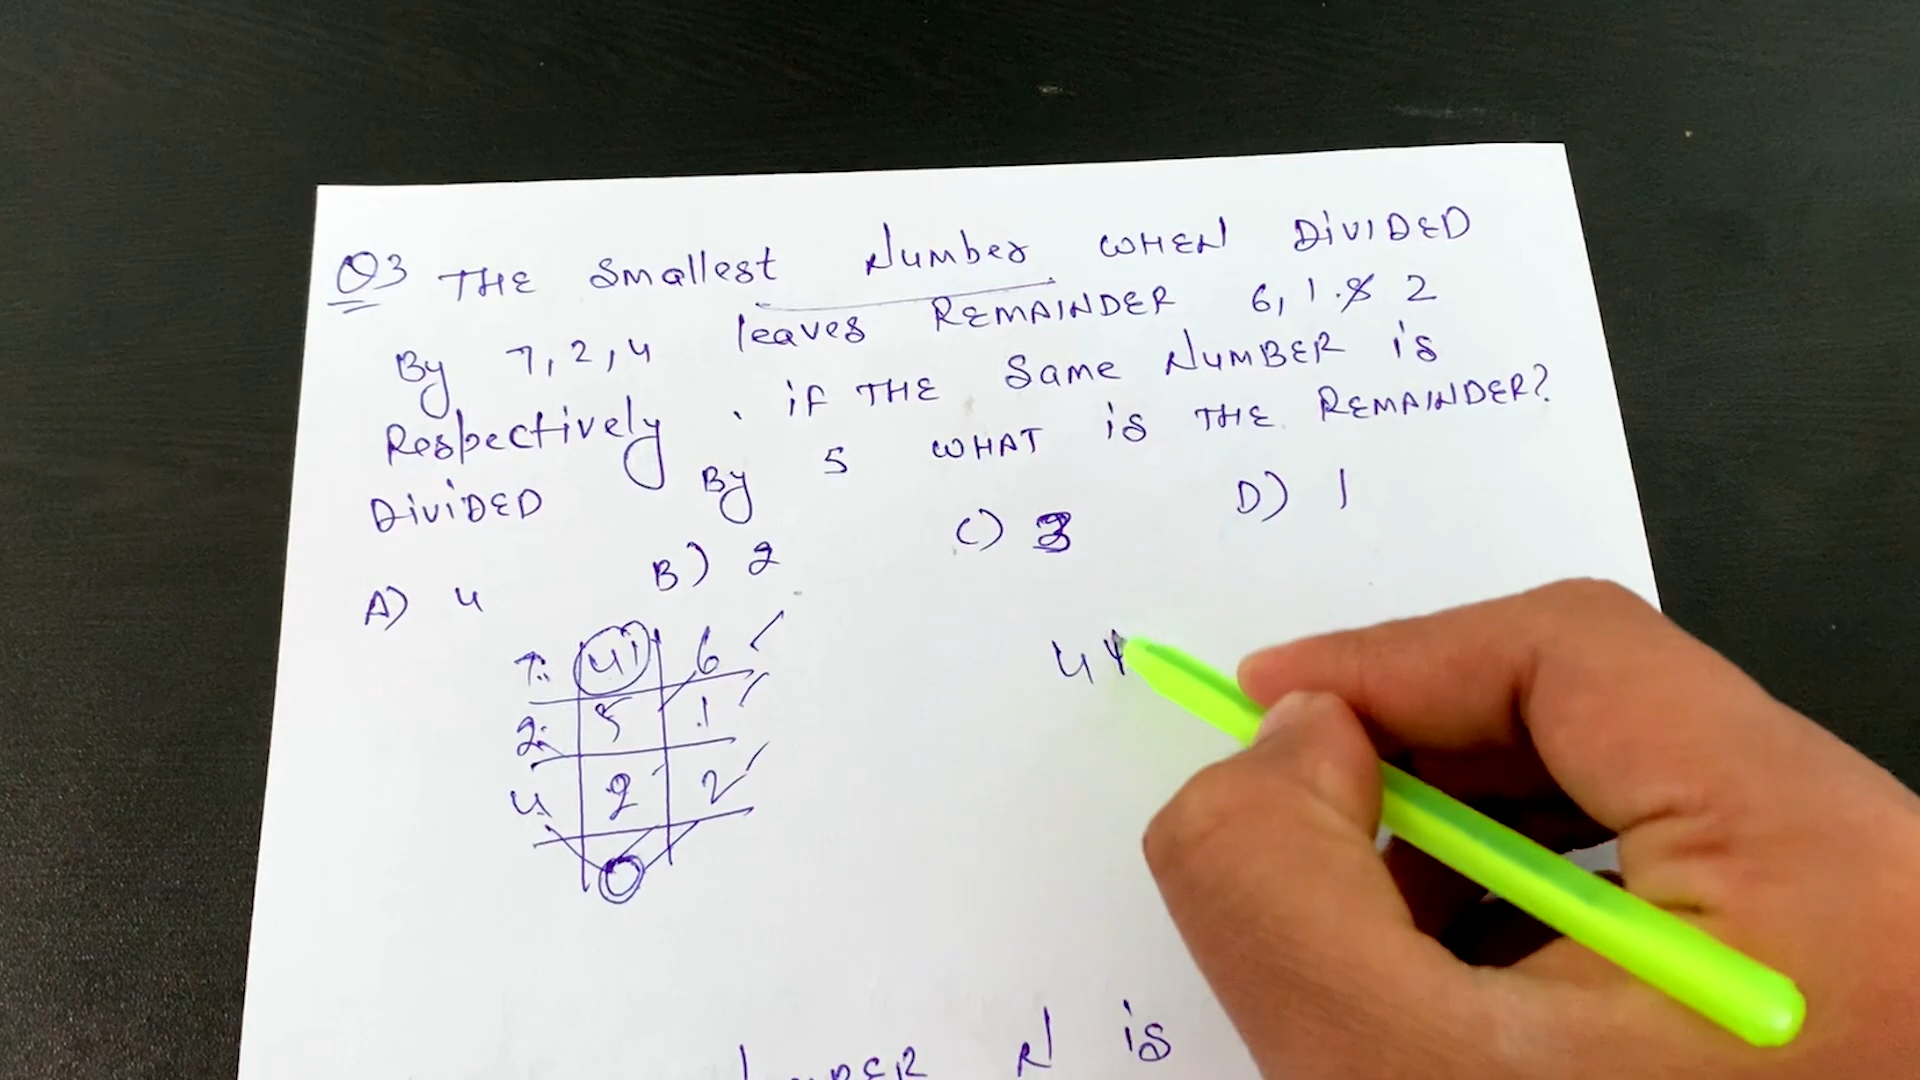 Q3 THE Smallest Number WHEN DIVIDED
By 7, 2, 4 leaves REMAINDER 6, 1 & 2
Respectively. if THE Same NUMBER is
DIVIDED By 5 WHAT is THE REMAINDER?
A) 4 B) 2 C) 3 D) 1
7: 41 6
2: 5 1
4: 2 2
0
4
N is